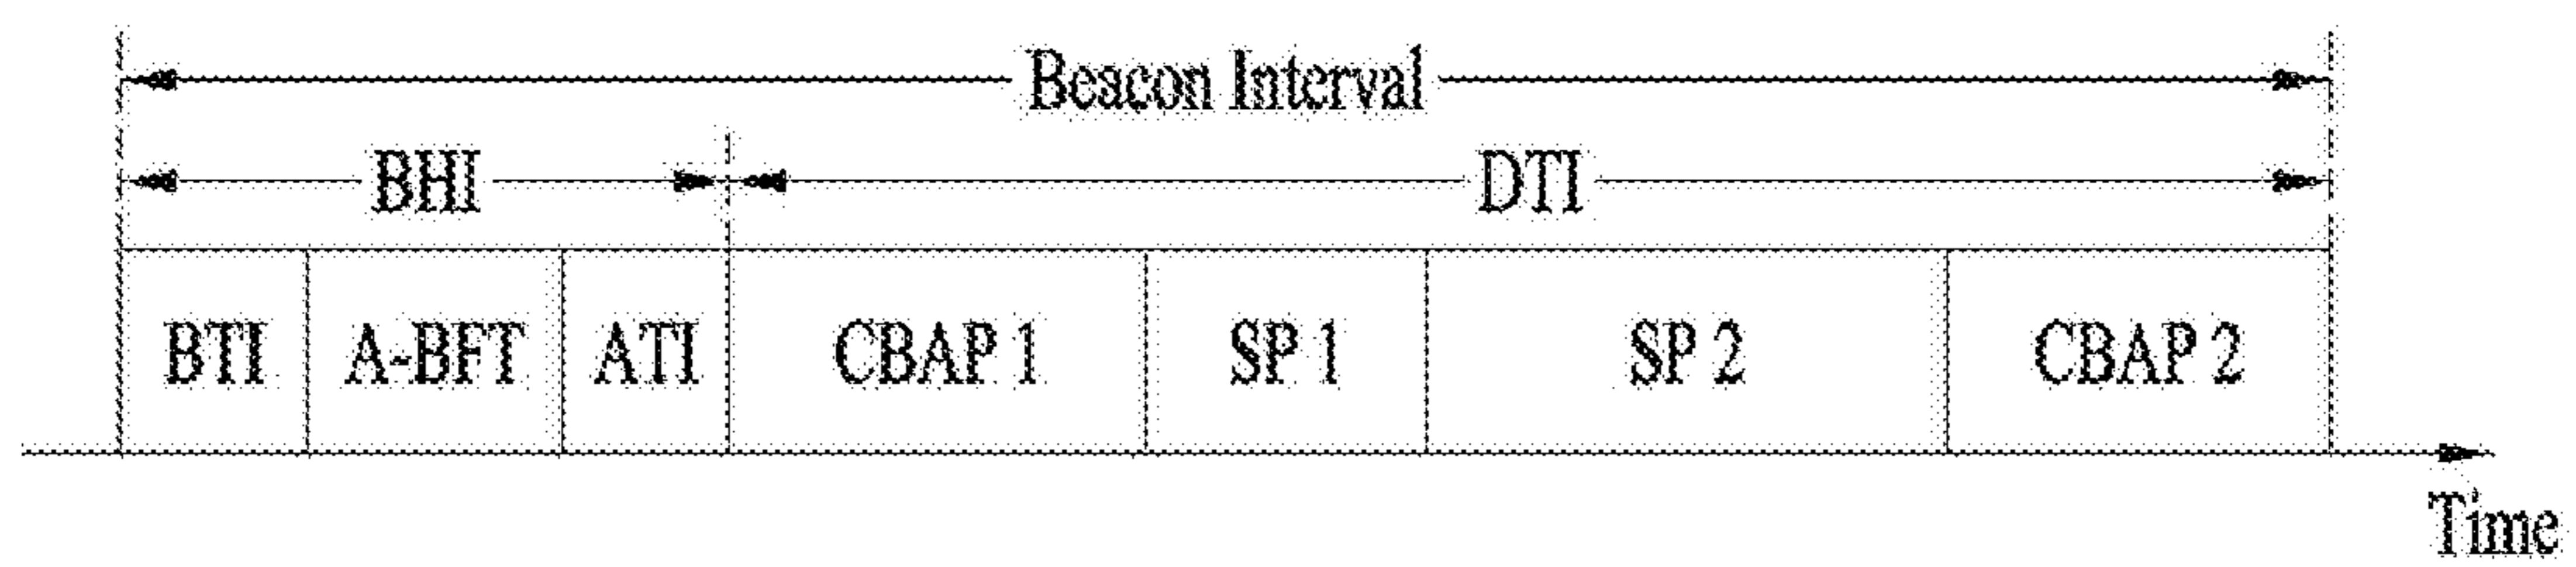 Beacon Interval
BHI DTI
BTI A-BFT ATI CBAP 1 SP 1 SP 2 CBAP 2
Time